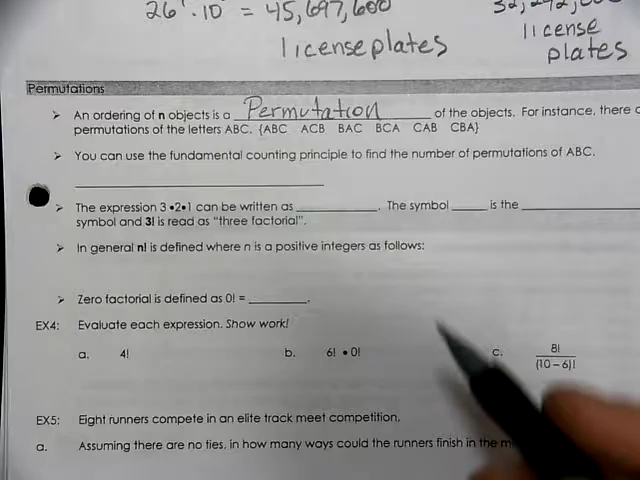 26 · 10 = 45,697,600
license plates
license
plates
Permutations
➢ An ordering of n objects is a Permutation of the objects. For instance, there
permutations of the letters ABC. {ABC ACB BAC BCA CAB CBA}
➢ You can use the fundamental counting principle to find the number of permutations of ABC.
➢ The expression 3•2•1 can be written as ________. The symbol ____ is the ________
symbol and 3! is read as "three factorial".
➢ In general n! is defined where n is a positive integers as follows:
➢ Zero factorial is defined as 0! = ________.
EX4: Evaluate each expression. Show work!
a. 4! b. 6! • 0! c. 8!
(10 – 6)!
EX5: Eight runners compete in an elite track meet competition.
a. Assuming there are no ties, in how many ways could the runners finish in the